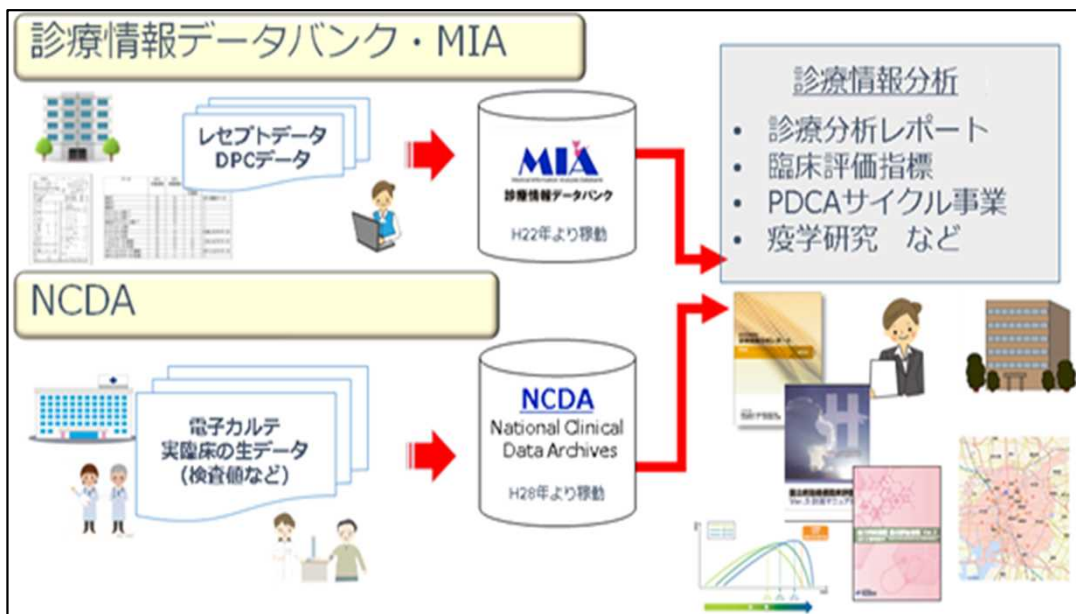 診療情報データバンク・MIA
レセプトデータ
DPCデータ
MIA
診療情報データバンク
H22年より稼動
診療情報分析
• 診療分析レポート
• 臨床評価指標
• PDCAサイクル事業
• 疫学研究 など
NCDA
電子カルテ
実臨床の生データ
(検査値など)
NCDA
National Clinical
Data Archives
H28年より稼動